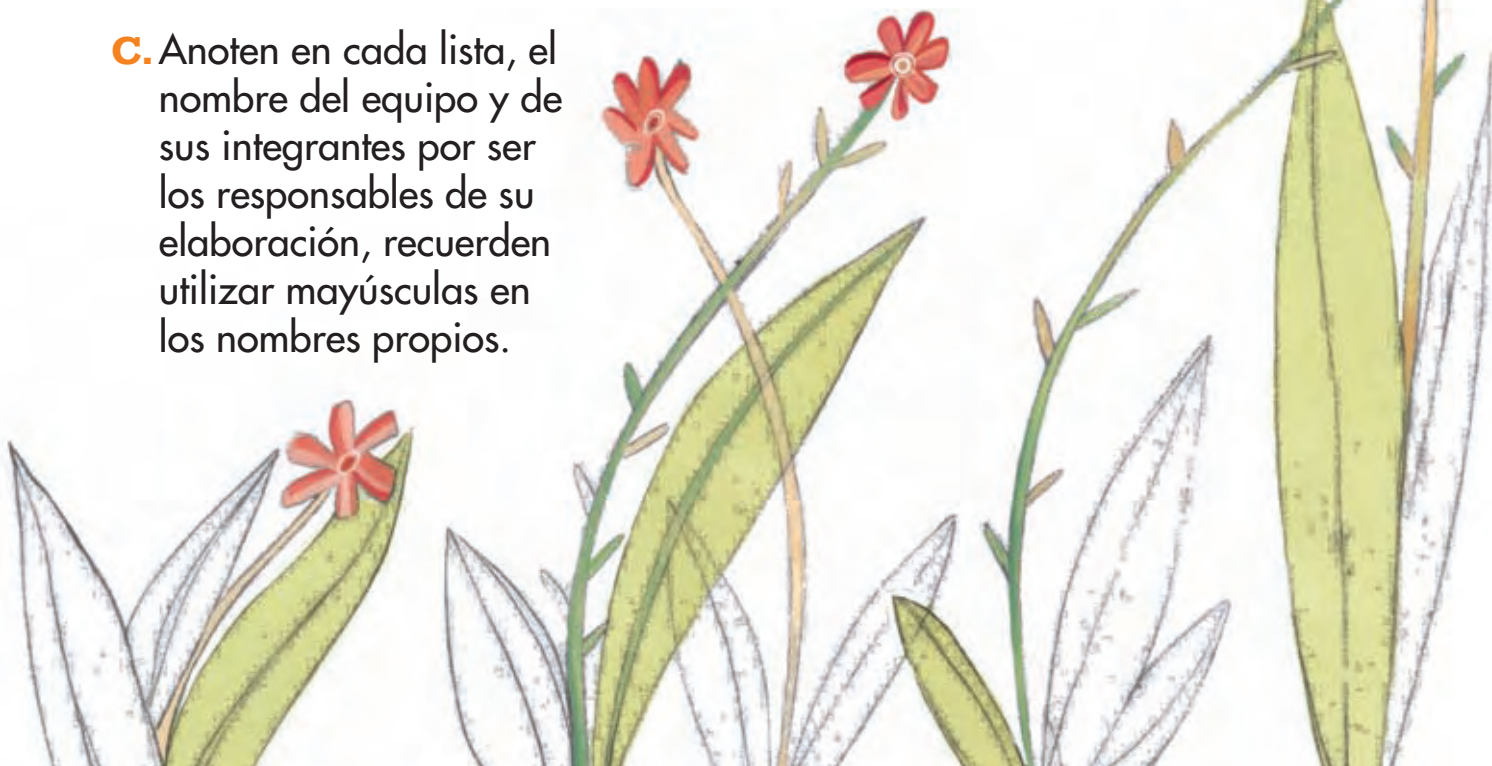 C. Anoten en cada lista, el
nombre del equipo y de
sus integrantes por ser
los responsables de su
elaboración, recuerden
utilizar mayúsculas en
los nombres propios.